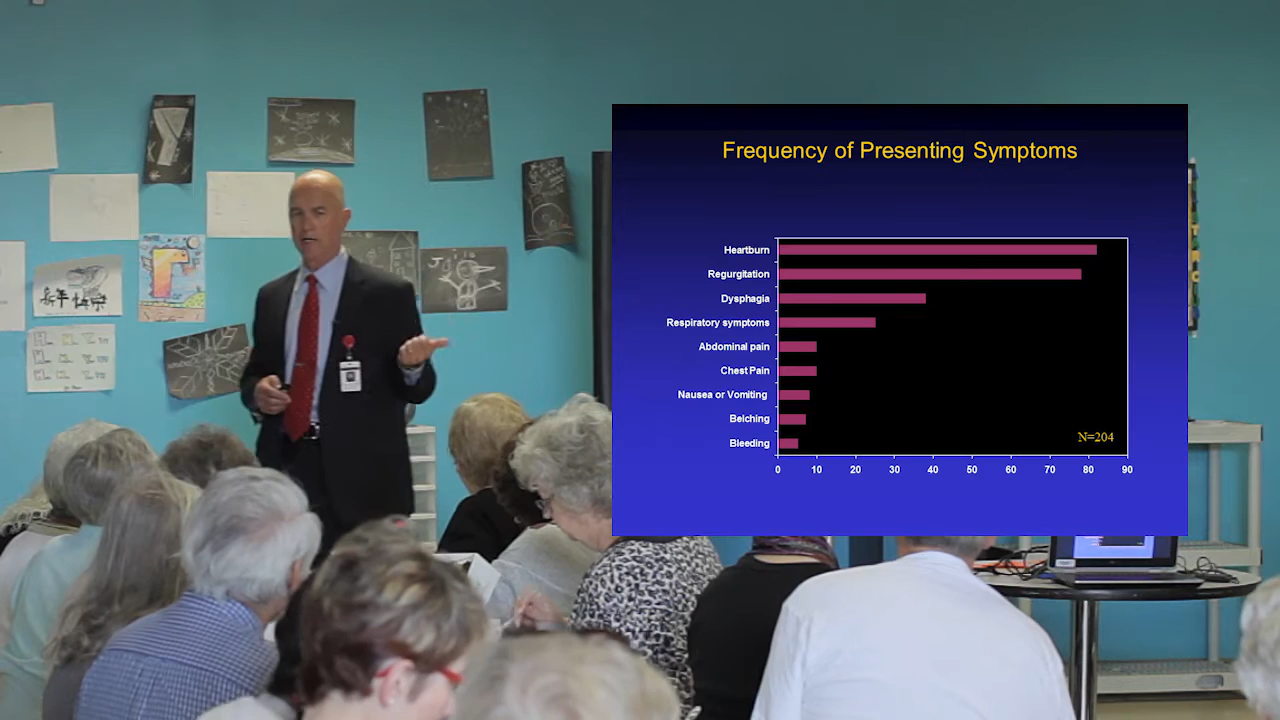 Frequency of Presenting Symptoms
Heartburn
Regurgitation
Dysphagia
Respiratory symptoms
Abdominal pain
Chest Pain
Nausea or Vomiting
Belching
Bleeding
N=204
0 10 20 30 40 50 60 70 80 90